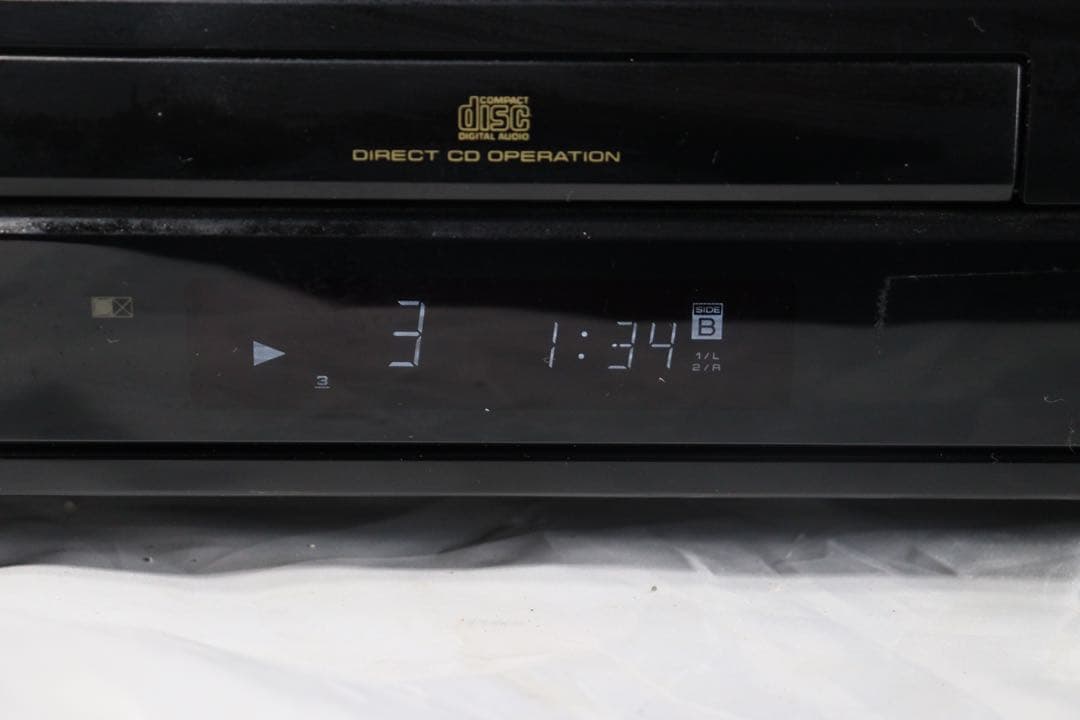 COMPACT
disc
DIGITAL AUDIO
DIRECT CD OPERATION
3 1:34
SIDE
B
1/L
2/R
3